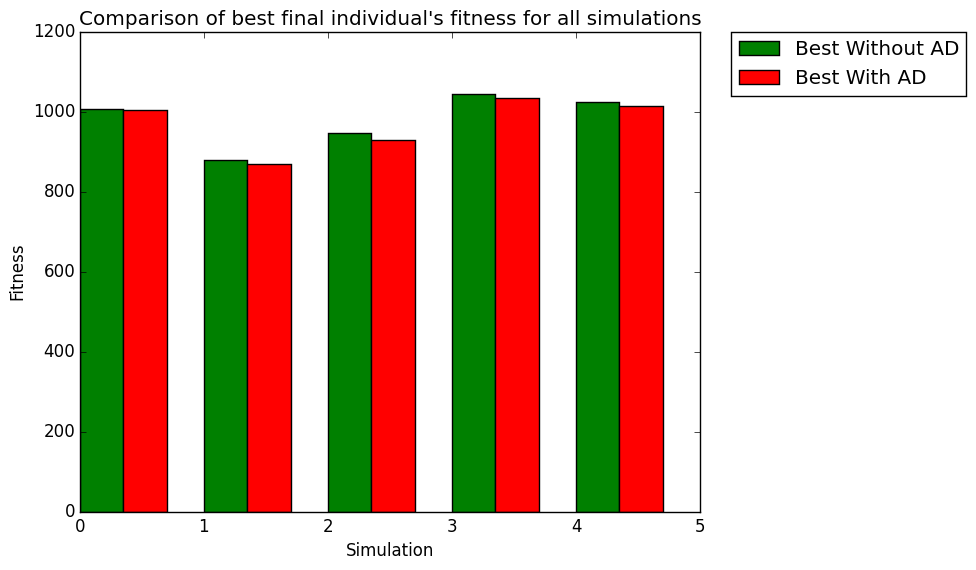 Comparison of best final individual's fitness for all simulations
Best Without AD
Best With AD
1200
1000
800
600
400
200
0
Fitness
0 1 2 3 4 5
Simulation